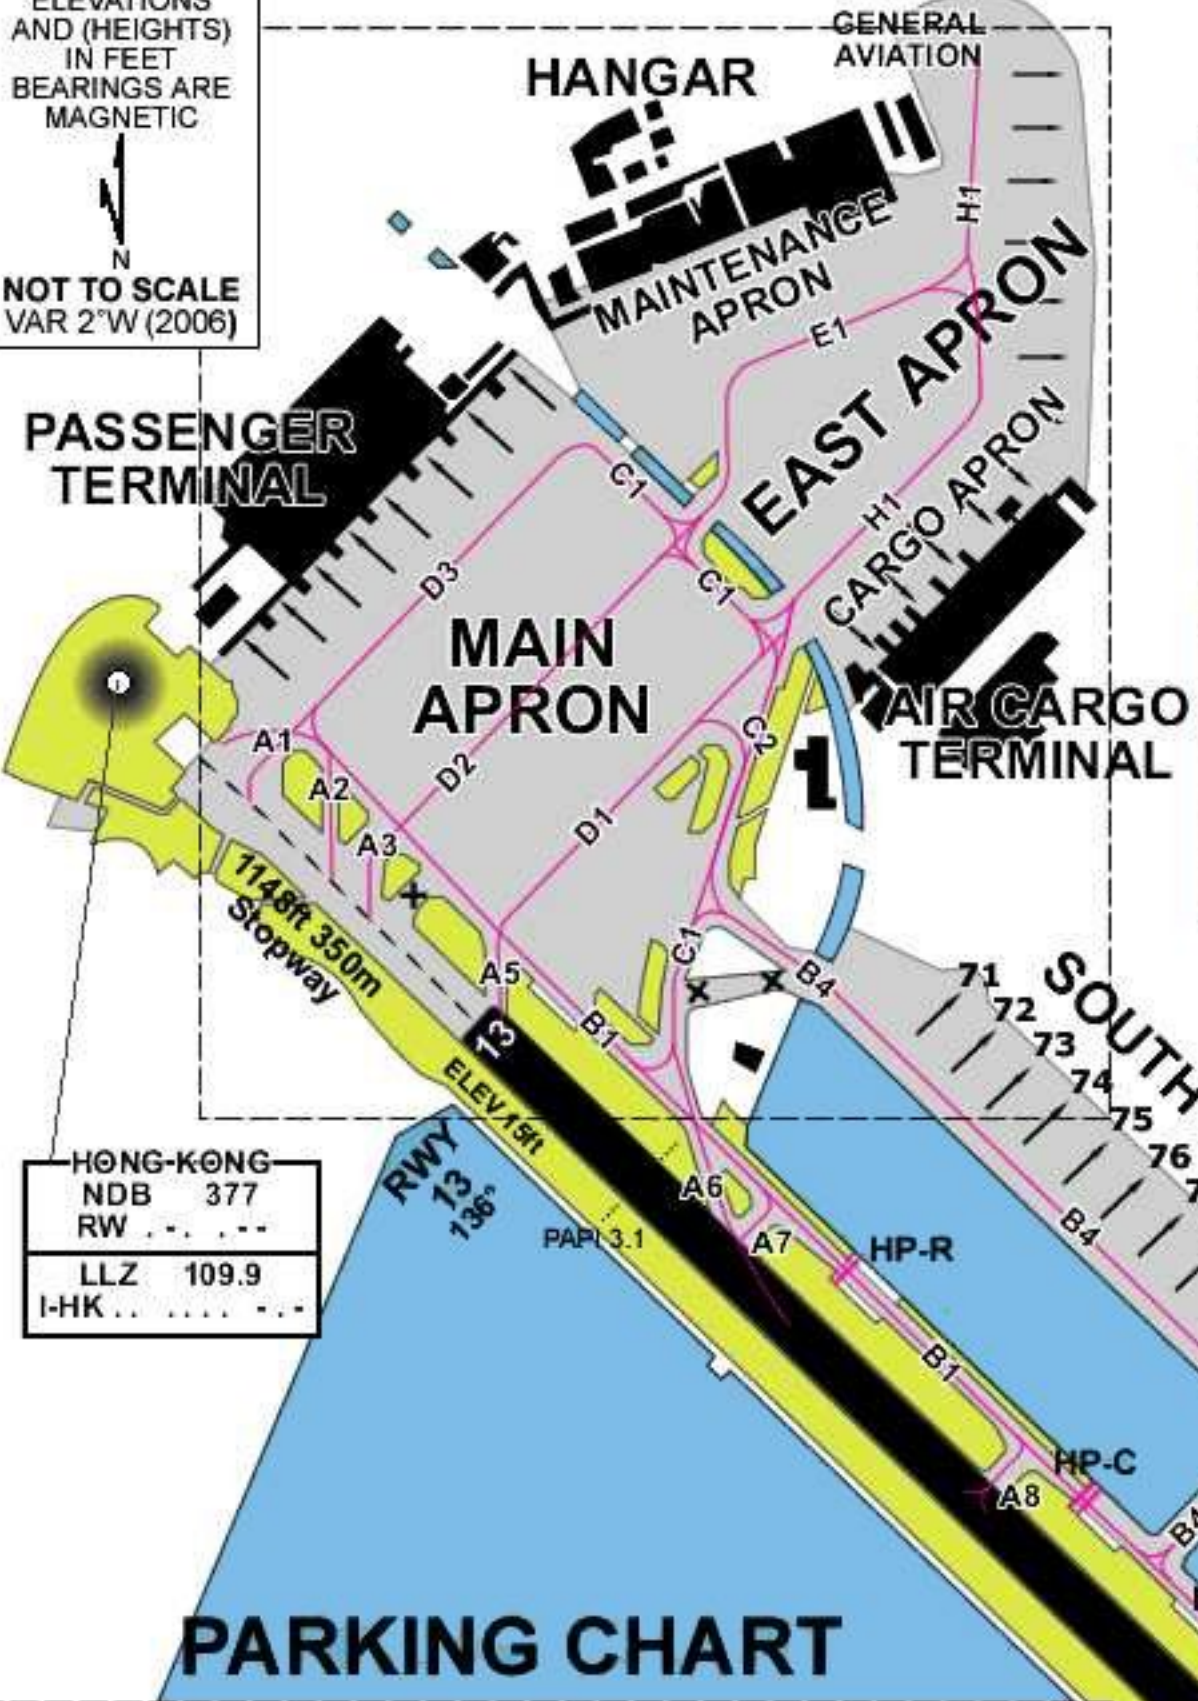 ELEVATIONS
AND (HEIGHTS)
IN FEET
BEARINGS ARE
MAGNETIC
N
NOT TO SCALE
VAR 2°W (2006)
GENERAL
AVIATION
HANGAR
MAINTENANCE
APRON
H1
E1
EAST APRON
PASSENGER
TERMINAL
C1
H1
CARGO APRON
D3
C1
MAIN
APRON
AIR CARGO
TERMINAL
C2
A1
A2
D2
A3
D1
1148ft 350m
Stopway
A5
C1
B4
B1
71
72
73
74
75
76
SOUTH
13
ELEV 15ft
RWY
13
136°
HONG-KONG
NDB 377
RW .-. .--
LLZ 109.9
I-HK .. .... -.-
A6
PAPI 3.1
A7
HP-R
B4
B1
HP-C
A8
B4
PARKING CHART